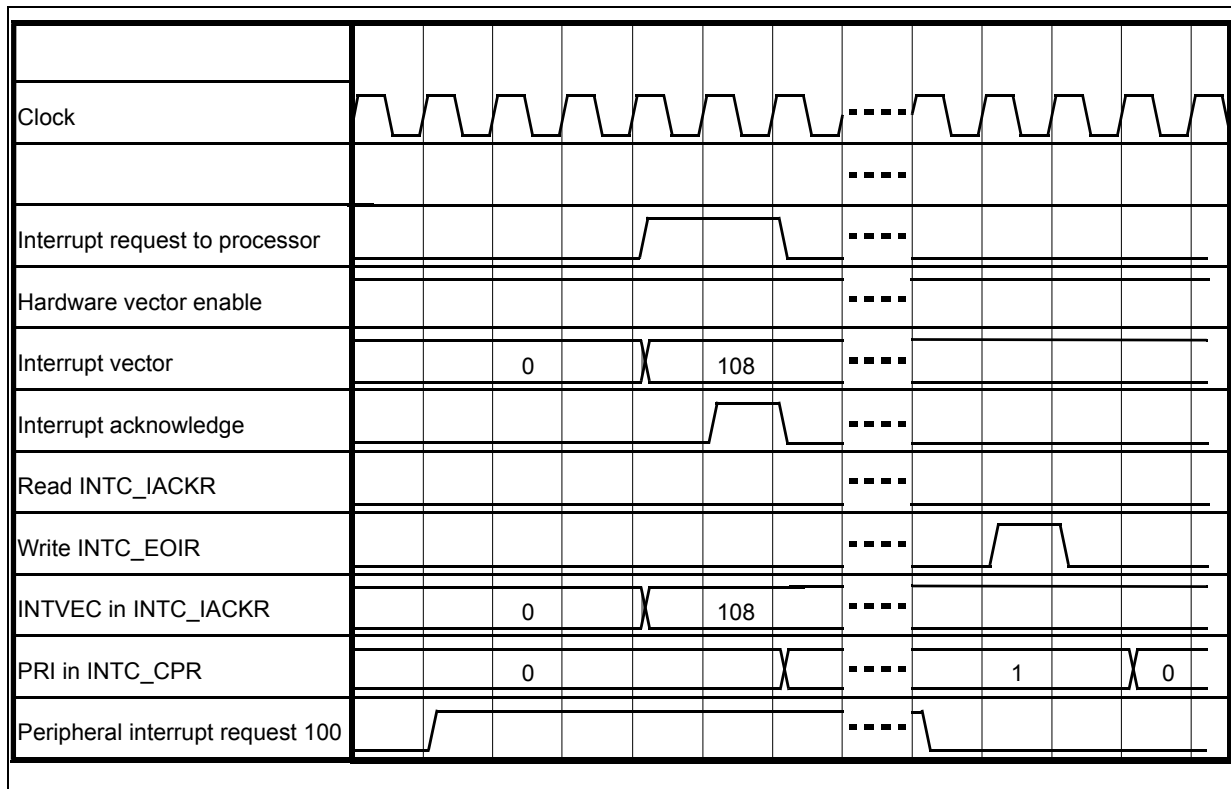 Clock
Interrupt request to processor
Hardware vector enable
Interrupt vector 0 108
Interrupt acknowledge
Read INTC_IACKR
Write INTC_EOIR
INTVEC in INTC_IACKR 0 108
PRI in INTC_CPR 0 1 0
Peripheral interrupt request 100